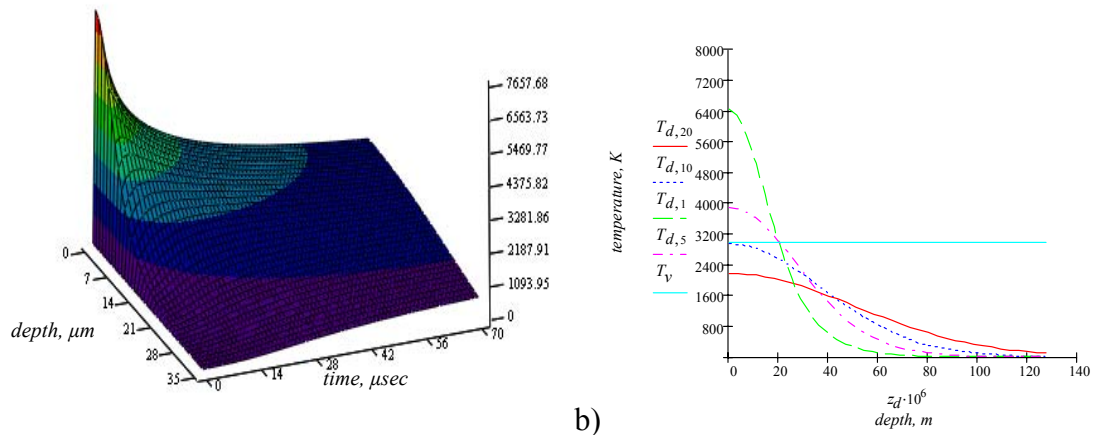 7657.68
6563.73
5469.77
4375.82
3281.86
2187.91
1093.95
0
0
7
14
21
28
35
depth, μm
0
14
28
42
56
70
time, μsec
b)
8000
7200
6400
5600
4800
4000
3200
2400
1600
800
temperature, K
T_{d,20}
T_{d,10}
T_{d,1}
T_{d,5}
T_v
0 20 40 60 80 100 120 140
z_d·10^6
depth, m